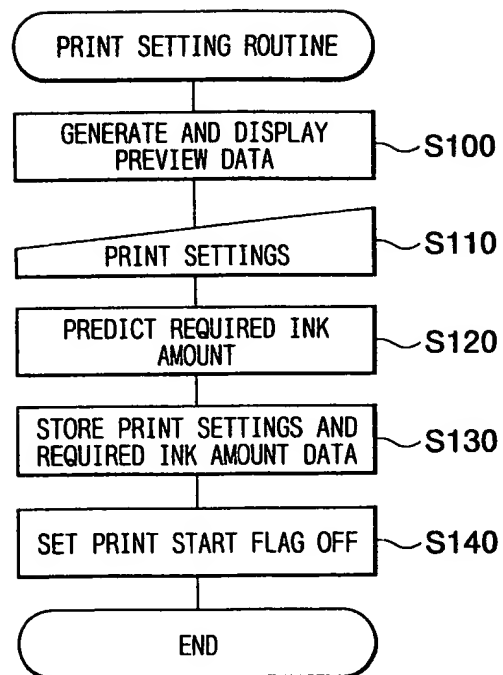 PRINT SETTING ROUTINE
GENERATE AND DISPLAY
PREVIEW DATA
S100
PRINT SETTINGS
S110
PREDICT REQUIRED INK
AMOUNT
S120
STORE PRINT SETTINGS AND
REQUIRED INK AMOUNT DATA
S130
SET PRINT START FLAG OFF
S140
END